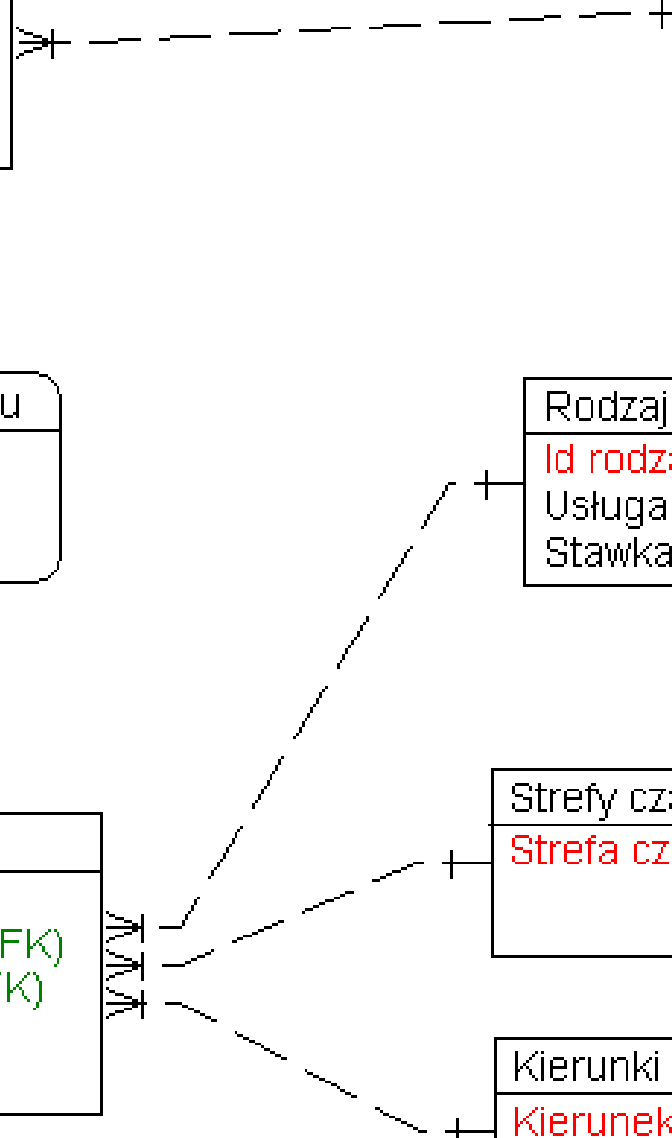 u
Rodzaj
Id rodz
Usługa
Stawka
Strefy cz
Strefa cz
FK)
K)
Kierunki
Kierunek